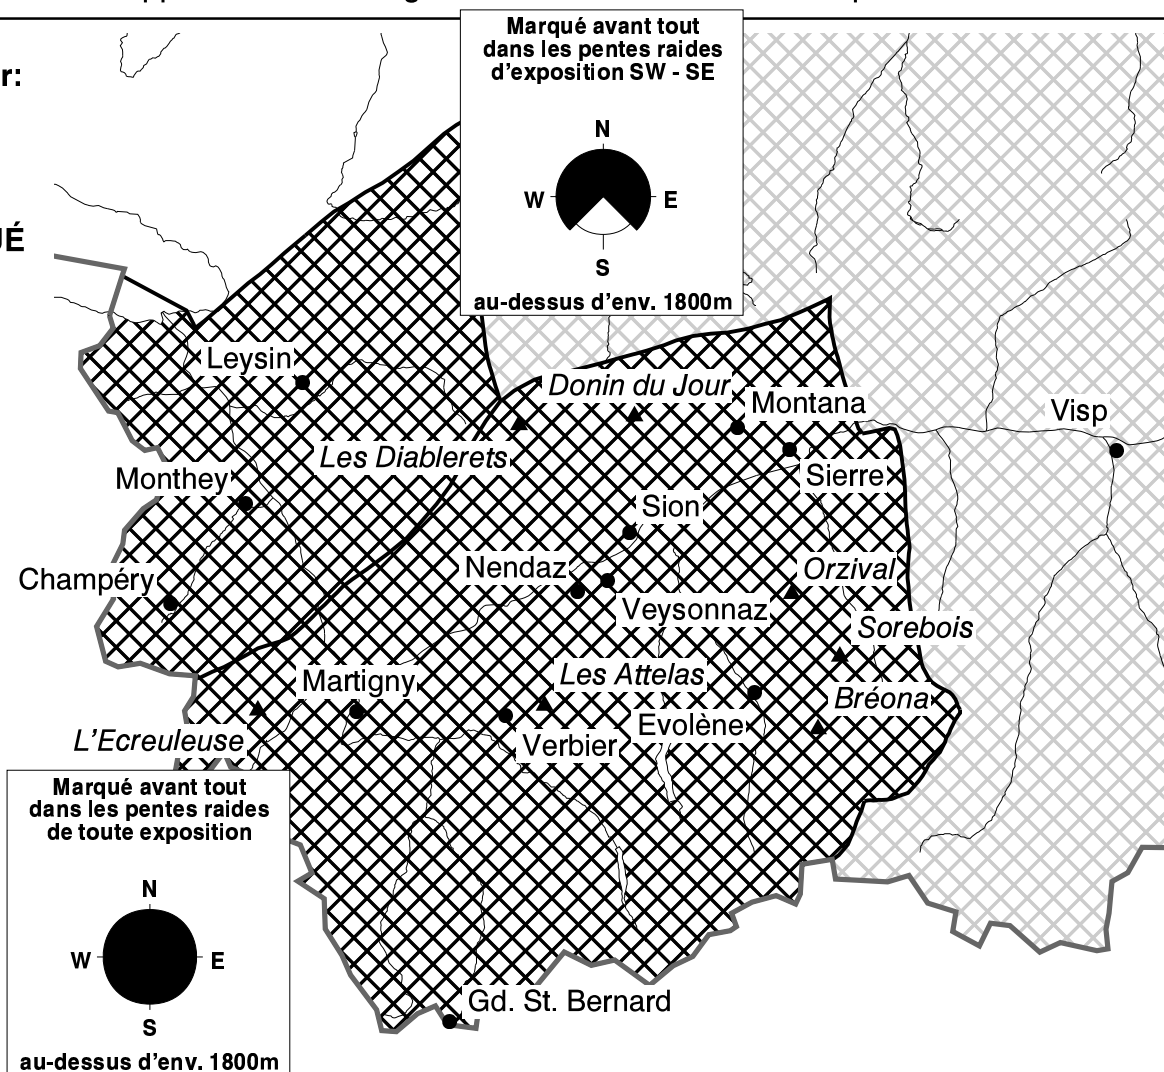 r:
Marqué avant tout
dans les pentes raides
d'exposition SW - SE
N
W
E
S
au-dessus d'env. 1800m
UÉ
Leysin
Donin du Jour
Montana
Visp
Les Diablerets
Sierre
Monthey
Sion
Nendaz
Orzival
Champéry
Veysonnaz
Sorebois
Martigny
Les Attelas
Bréona
L'Ecreuleuse
Evolène
Verbier
Marqué avant tout
dans les pentes raides
de toute exposition
N
W
E
S
au-dessus d'env. 1800m
Gd. St. Bernard